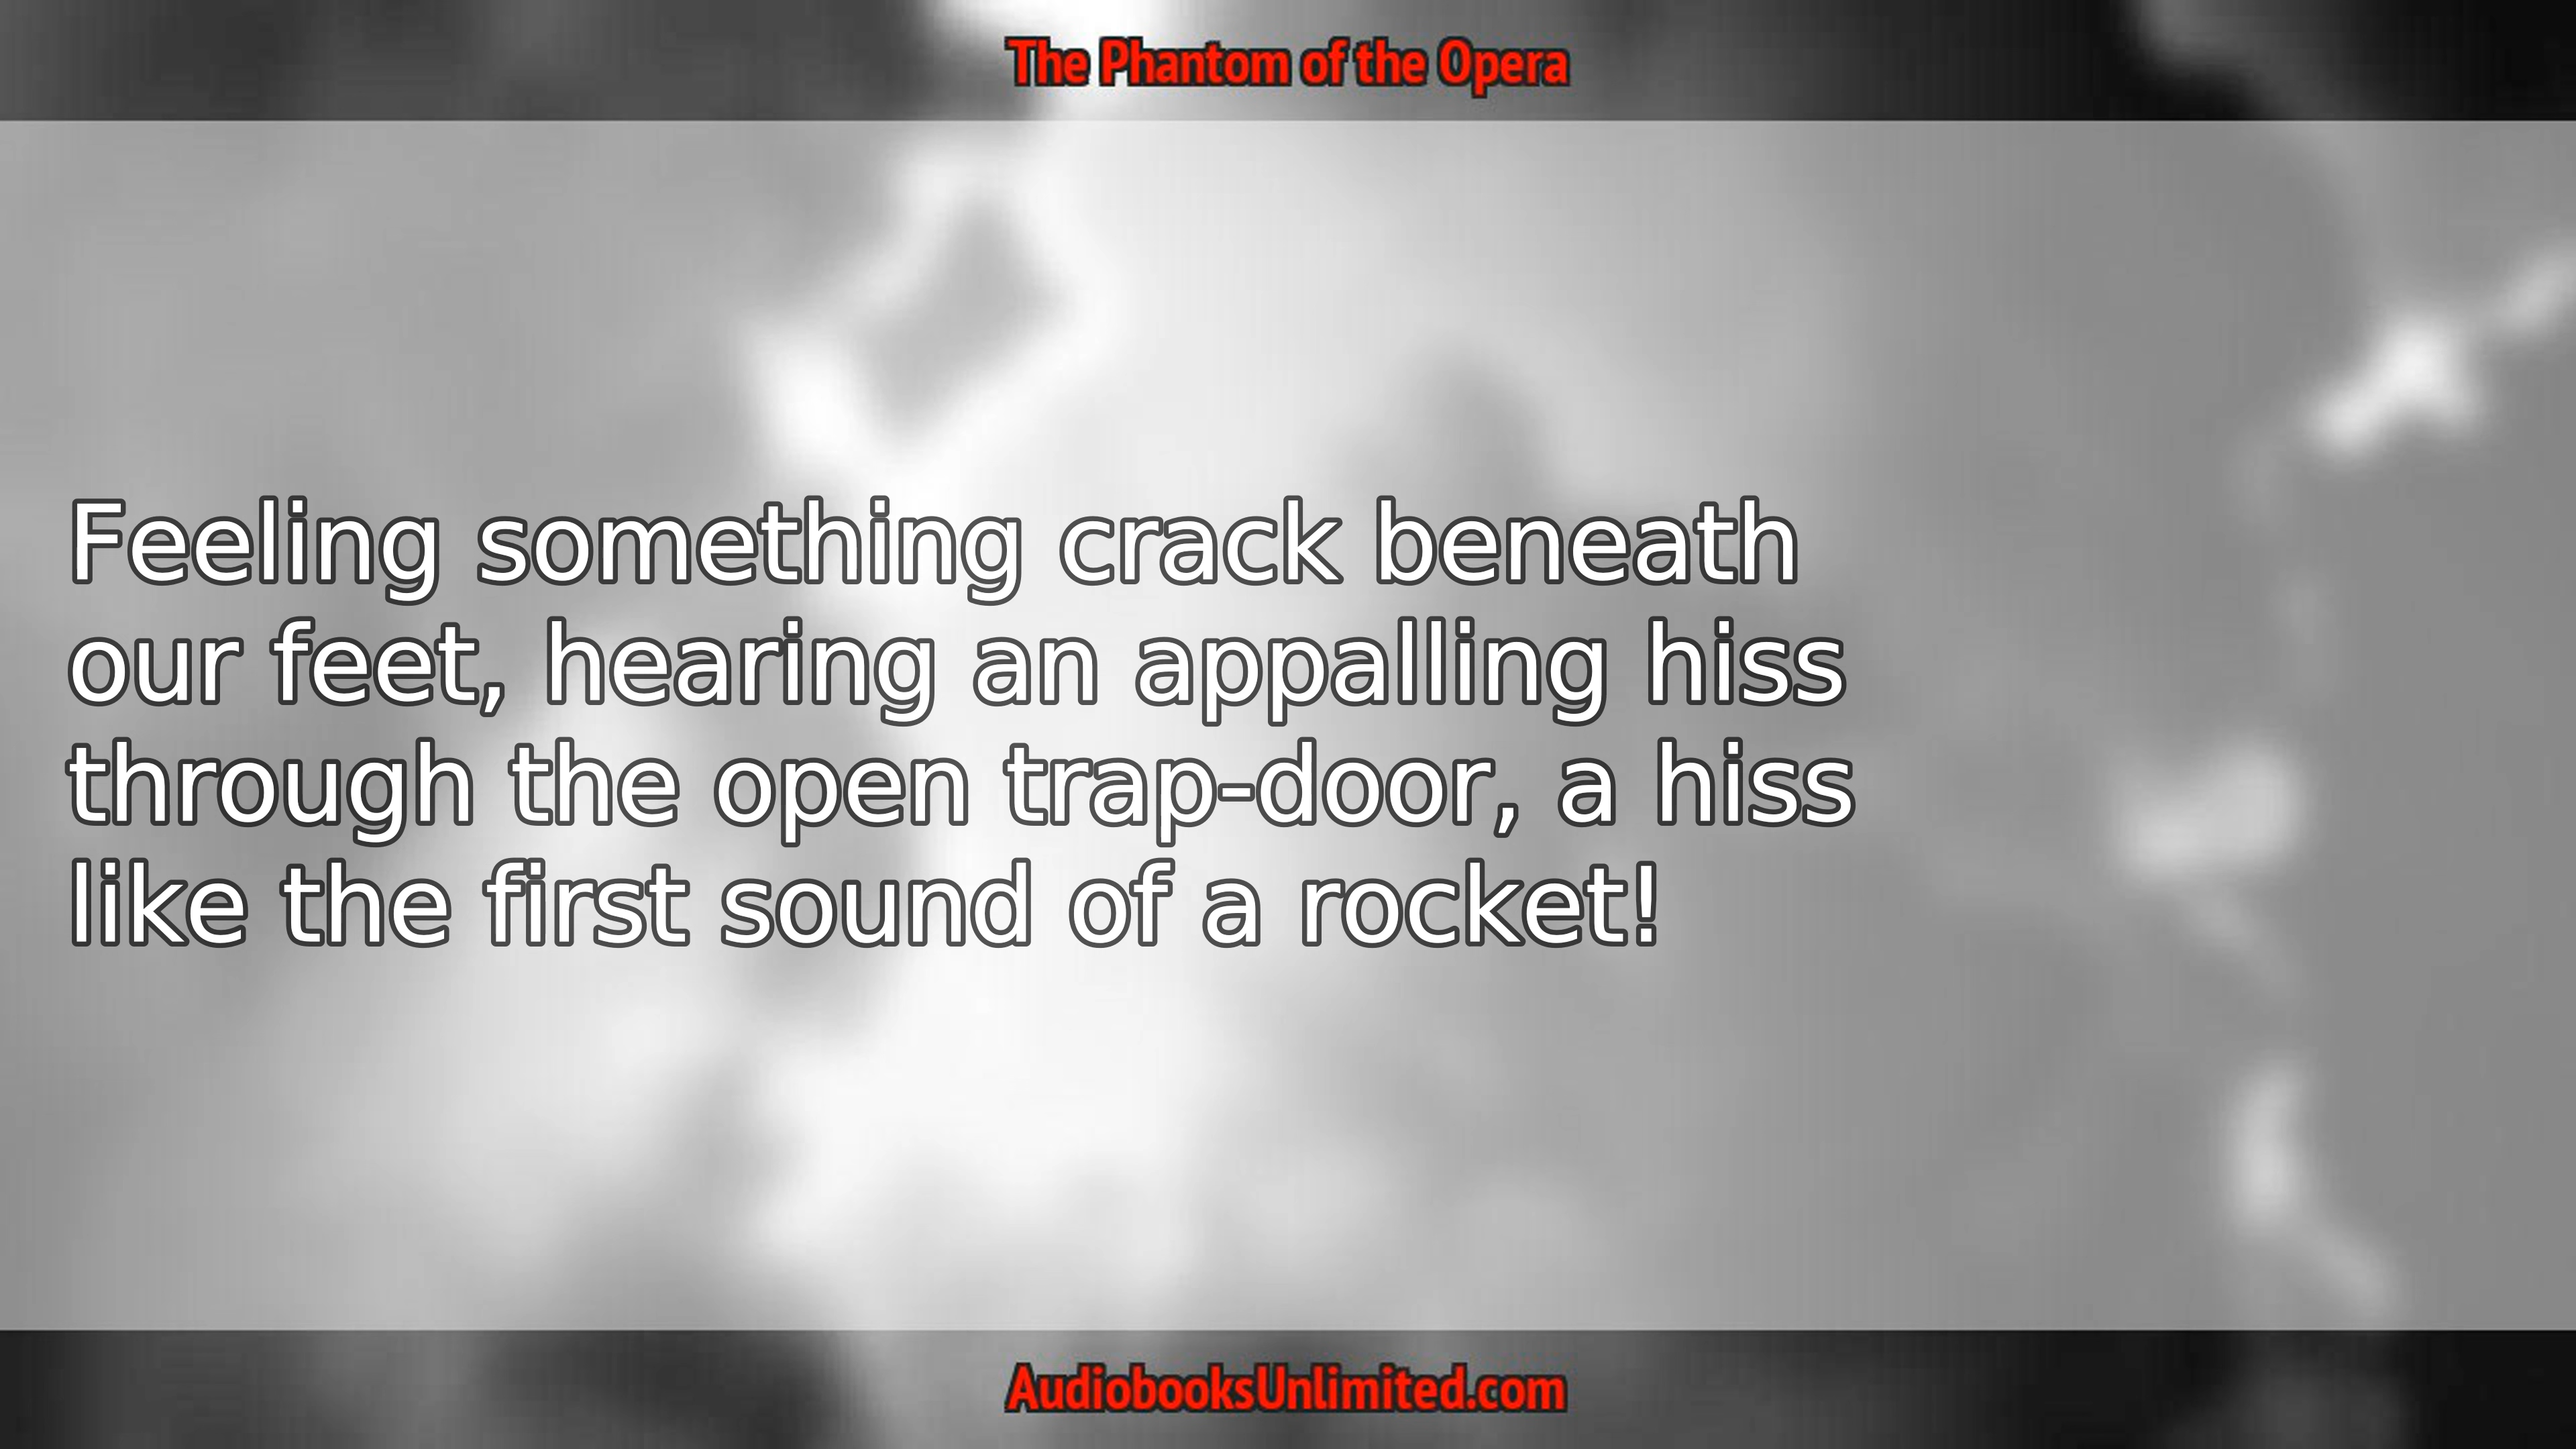 The Phantom of the Opera
Feeling something crack beneath
our feet, hearing an appalling hiss
through the open trap-door, a hiss
like the first sound of a rocket!
AudiobooksUnlimited.com